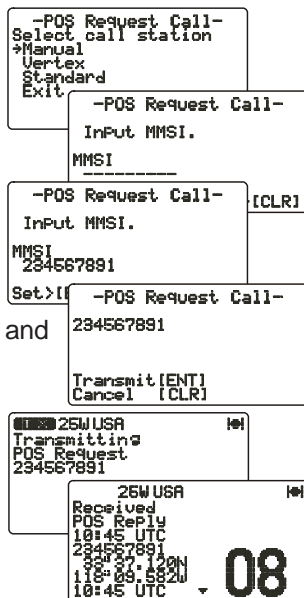 -POS Request Call-
Select call station
→Manual
Vertex
Standard
Exit
-POS Request Call-
InPut MMSI.
MMSI
---------
[CLR]
-POS Request Call-
InPut MMSI.
MMSI
234567891
Set>[
and
-POS Request Call-
234567891
Transmit[ENT]
Cancel [CLR]
25W USA
Transmitting
POS Request
234567891
25W USA
Received
POS RePly
10:45 UTC
234567891
33°37.120N
118°09.582W
10:45 UTC
08